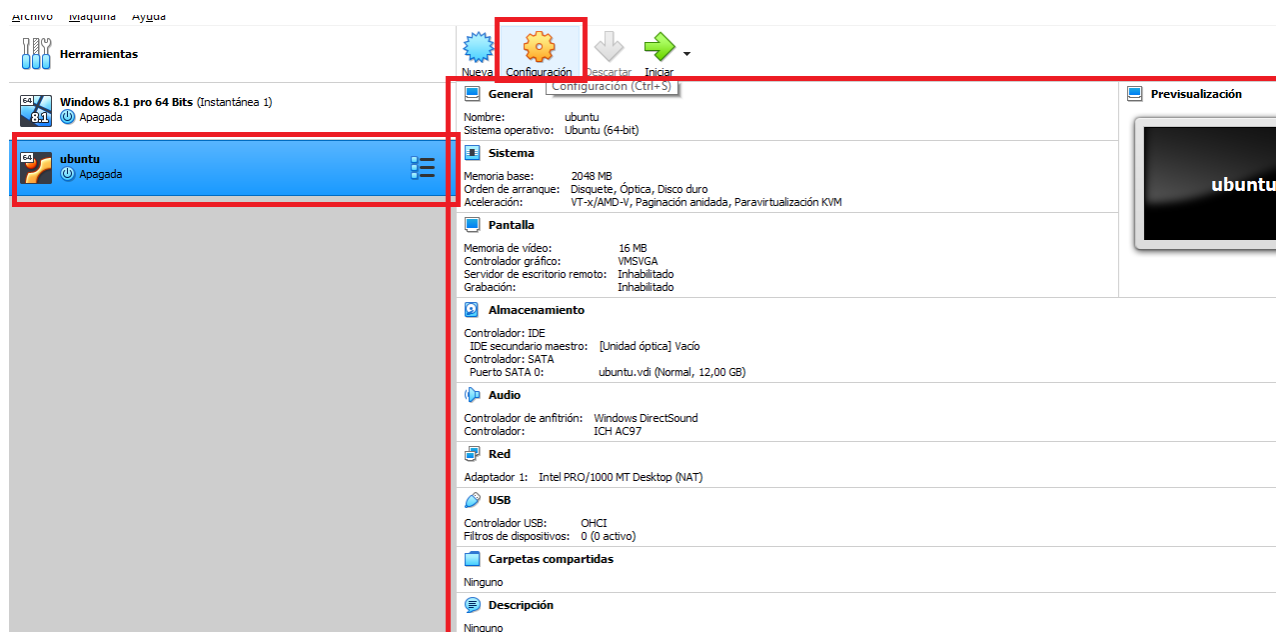 Archivo Máquina Ayuda
Herramientas
Nueva Configuración Descartar Iniciar
Configuración (Ctrl+S)
64
8.1
Windows 8.1 pro 64 Bits (Instantánea 1)
Apagada
64
ubuntu
Apagada
General
Nombre: ubuntu
Sistema operativo: Ubuntu (64-bit)
Sistema
Memoria base: 2048 MB
Orden de arranque: Disquete, Óptica, Disco duro
Aceleración: VT-x/AMD-V, Paginación anidada, Paravirtualización KVM
Pantalla
Memoria de vídeo: 16 MB
Controlador gráfico: VMSVGA
Servidor de escritorio remoto: Inhabilitado
Grabación: Inhabilitado
Almacenamiento
Controlador: IDE
IDE secundario maestro: [Unidad óptica] Vacío
Controlador: SATA
Puerto SATA 0: ubuntu.vdi (Normal, 12,00 GB)
Audio
Controlador de anfitrión: Windows DirectSound
Controlador: ICH AC97
Red
Adaptador 1: Intel PRO/1000 MT Desktop (NAT)
USB
Controlador USB: OHCI
Filtros de dispositivos: 0 (0 activo)
Carpetas compartidas
Ninguno
Descripción
Ninguno
Previsualización
ubuntu